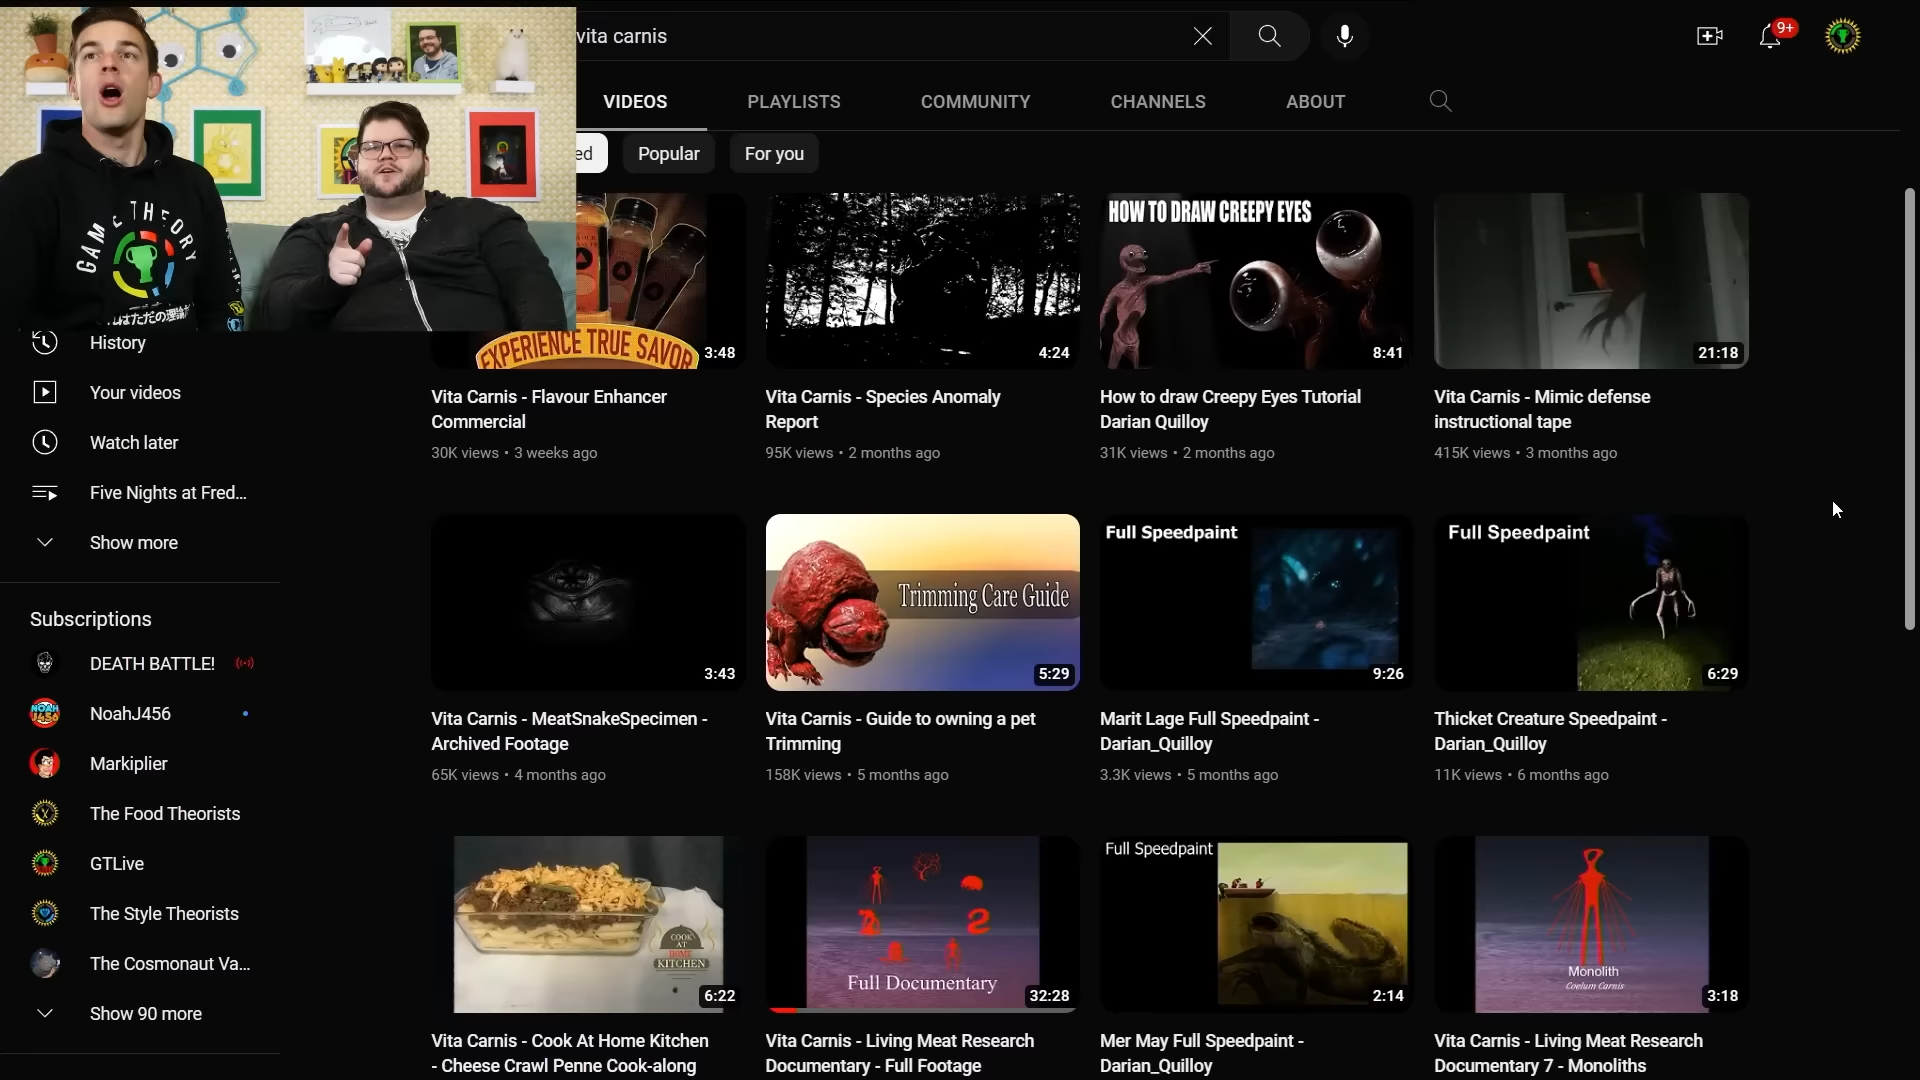 vita carnis
9+
VIDEOS
PLAYLISTS
COMMUNITY
CHANNELS
ABOUT
ed
Popular
For you
GAME THEORY
History
Your videos
Watch later
Five Nights at Fred...
Show more
Subscriptions
DEATH BATTLE!
NoahJ456
Markiplier
The Food Theorists
GTLive
The Style Theorists
The Cosmonaut Va...
Show 90 more
EXPERIENCE TRUE SAVOR
3:48
4:24
HOW TO DRAW CREEPY EYES
8:41
21:18
Vita Carnis - Flavour Enhancer
Commercial
30K views • 3 weeks ago
Vita Carnis - Species Anomaly
Report
95K views • 2 months ago
How to draw Creepy Eyes Tutorial
Darian Quilloy
31K views • 2 months ago
Vita Carnis - Mimic defense
instructional tape
415K views • 3 months ago
3:43
Trimming Care Guide
5:29
Full Speedpaint
9:26
Full Speedpaint
6:29
Vita Carnis - MeatSnakeSpecimen -
Archived Footage
65K views • 4 months ago
Vita Carnis - Guide to owning a pet
Trimming
158K views • 5 months ago
Marit Lage Full Speedpaint -
Darian_Quilloy
3.3K views • 5 months ago
Thicket Creature Speedpaint -
Darian_Quilloy
11K views • 6 months ago
COOK
AT
HOME
KITCHEN
6:22
Full Documentary
32:28
Full Speedpaint
2:14
Monolith
Coelum Carnis
3:18
Vita Carnis - Cook At Home Kitchen
- Cheese Crawl Penne Cook-along
Vita Carnis - Living Meat Research
Documentary - Full Footage
Mer May Full Speedpaint -
Darian_Quilloy
Vita Carnis - Living Meat Research
Documentary 7 - Monoliths